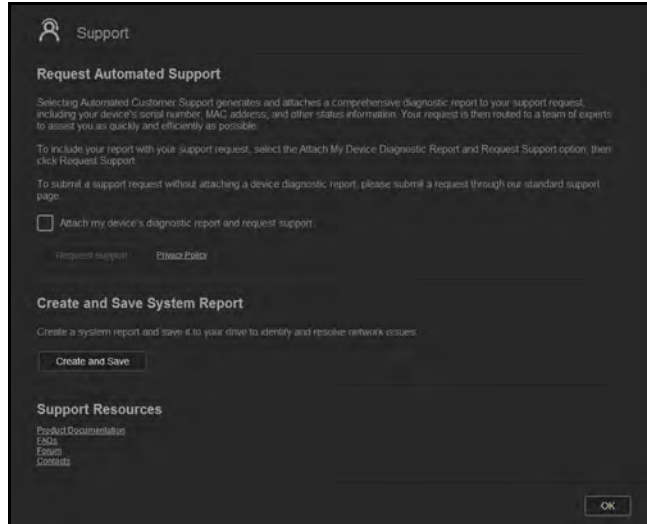 Support
Request Automated Support
Selecting Automated Customer Support generates and attaches a comprehensive diagnostic report to your support request,
including your device's serial number, MAC address, and other status information. Your request is then routed to a team of experts
to assist you as quickly and efficiently as possible.
To include your report with your support request, select the Attach My Device Diagnostic Report and Request Support option, then
click Request Support.
To submit a support request without attaching a device diagnostic report, please submit a request through our standard support
page.
Attach my device's diagnostic report and request support.
Request support Privacy Policy
Create and Save System Report
Create a system report and save it to your drive to identify and resolve network issues.
Create and Save
Support Resources
Product Documentation
FAQs
Forum
Contacts
OK